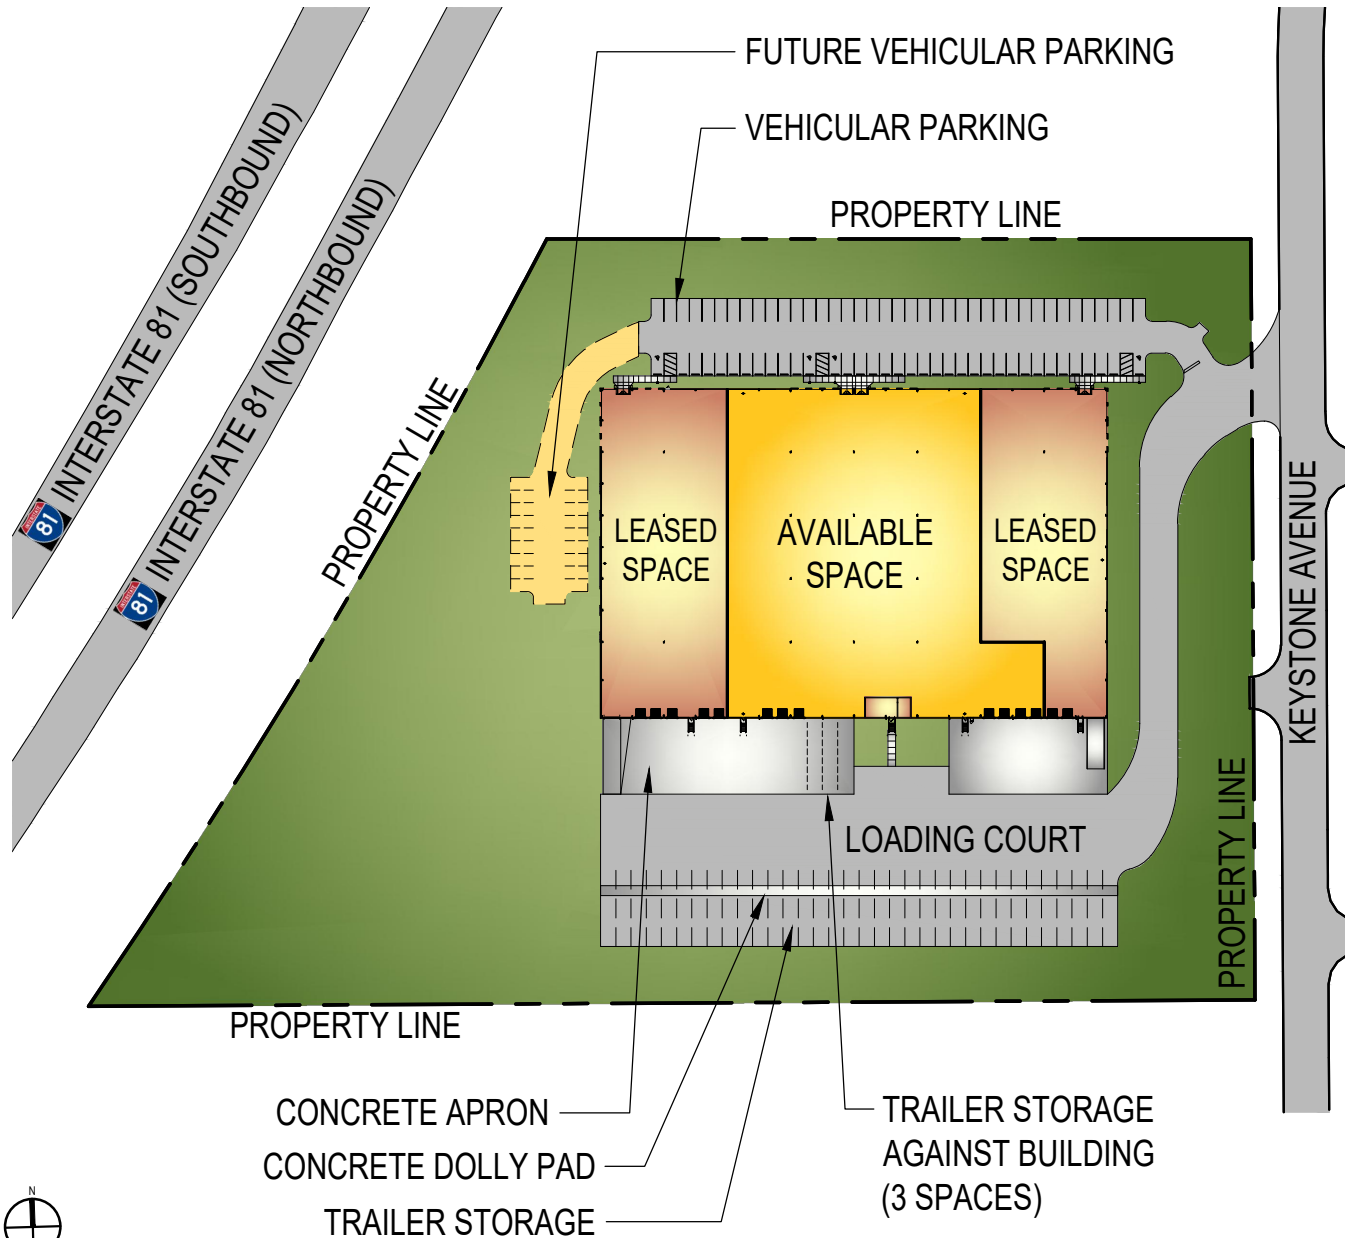 FUTURE VEHICULAR PARKING
VEHICULAR PARKING
PROPERTY LINE
INTERSTATE 81 (SOUTHBOUND)
81
INTERSTATE 81 (NORTHBOUND)
81
PROPERTY LINE
LEASED
SPACE
AVAILABLE
SPACE
LEASED
SPACE
KEYSTONE AVENUE
PROPERTY LINE
LOADING COURT
PROPERTY LINE
CONCRETE APRON
CONCRETE DOLLY PAD
TRAILER STORAGE
TRAILER STORAGE
AGAINST BUILDING
(3 SPACES)
N